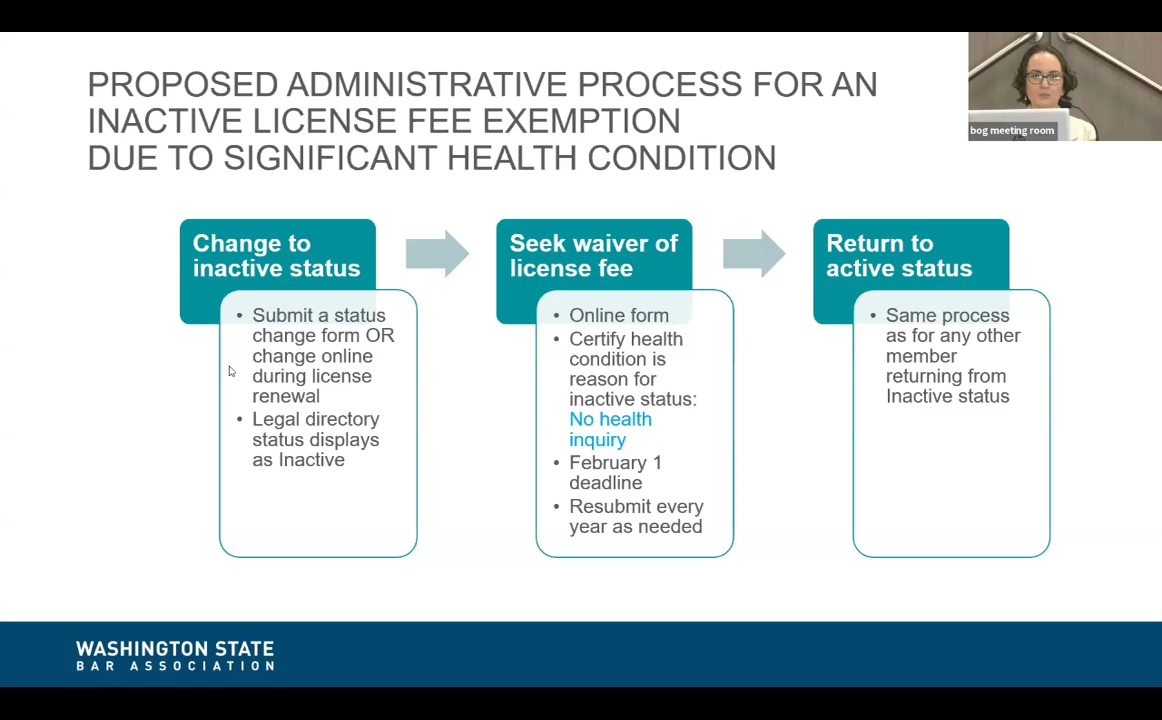 PROPOSED ADMINISTRATIVE PROCESS FOR AN
INACTIVE LICENSE FEE EXEMPTION
DUE TO SIGNIFICANT HEALTH CONDITION
bog meeting room
Change to
inactive status
• Submit a status
change form OR
change online
during license
renewal
• Legal directory
status displays
as Inactive
Seek waiver of
license fee
• Online form
• Certify health
condition is
reason for
inactive status:
No health
inquiry
• February 1
deadline
• Resubmit every
year as needed
Return to
active status
• Same process
as for any other
member
returning from
Inactive status
WASHINGTON STATE
BAR ASSOCIATION